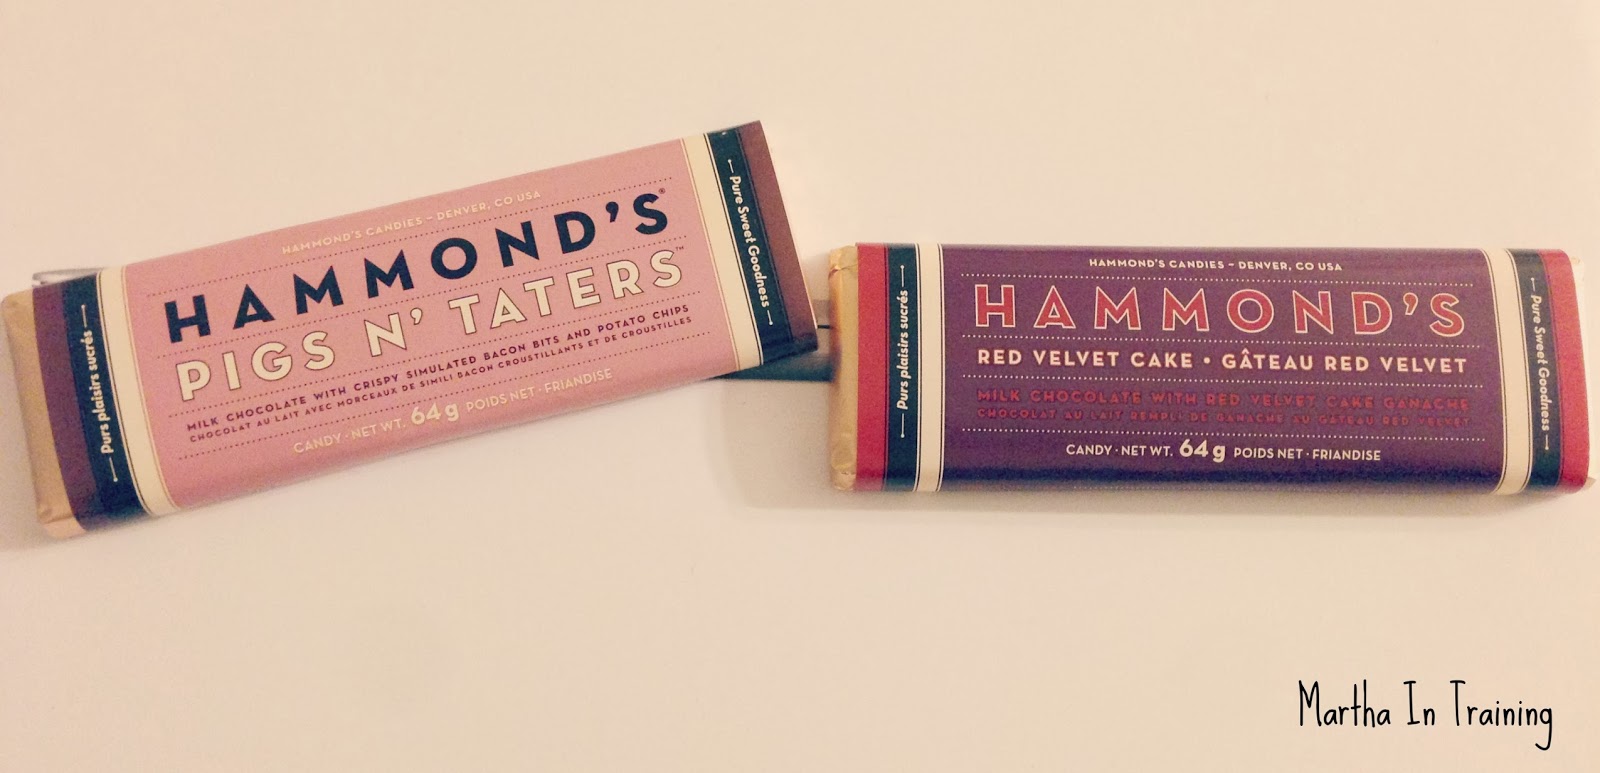 Purs plaisirs sucrés
HAMMOND'S CANDIES – DENVER, CO USA
HAMMOND'S®
PIGS N' TATERS™
MILK CHOCOLATE WITH CRISPY SIMULATED BACON BITS AND POTATO CHIPS
CHOCOLAT AU LAIT AVEC MORCEAUX DE SIMILI BACON CROUSTILLANTS ET DE CROUSTILLES
CANDY · NET WT. 64 g POIDS NET · FRIANDISE
Pure Sweet Goodness
Purs plaisirs sucrés
HAMMOND'S CANDIES – DENVER, CO USA
HAMMOND'S
RED VELVET CAKE • GÂTEAU RED VELVET
MILK CHOCOLATE WITH RED VELVET CAKE GANACHE
CHOCOLAT AU LAIT REMPLI DE GANACHE AU GÂTEAU RED VELVET
CANDY · NET WT. 64 g POIDS NET · FRIANDISE
Pure Sweet Goodness
Martha In Training